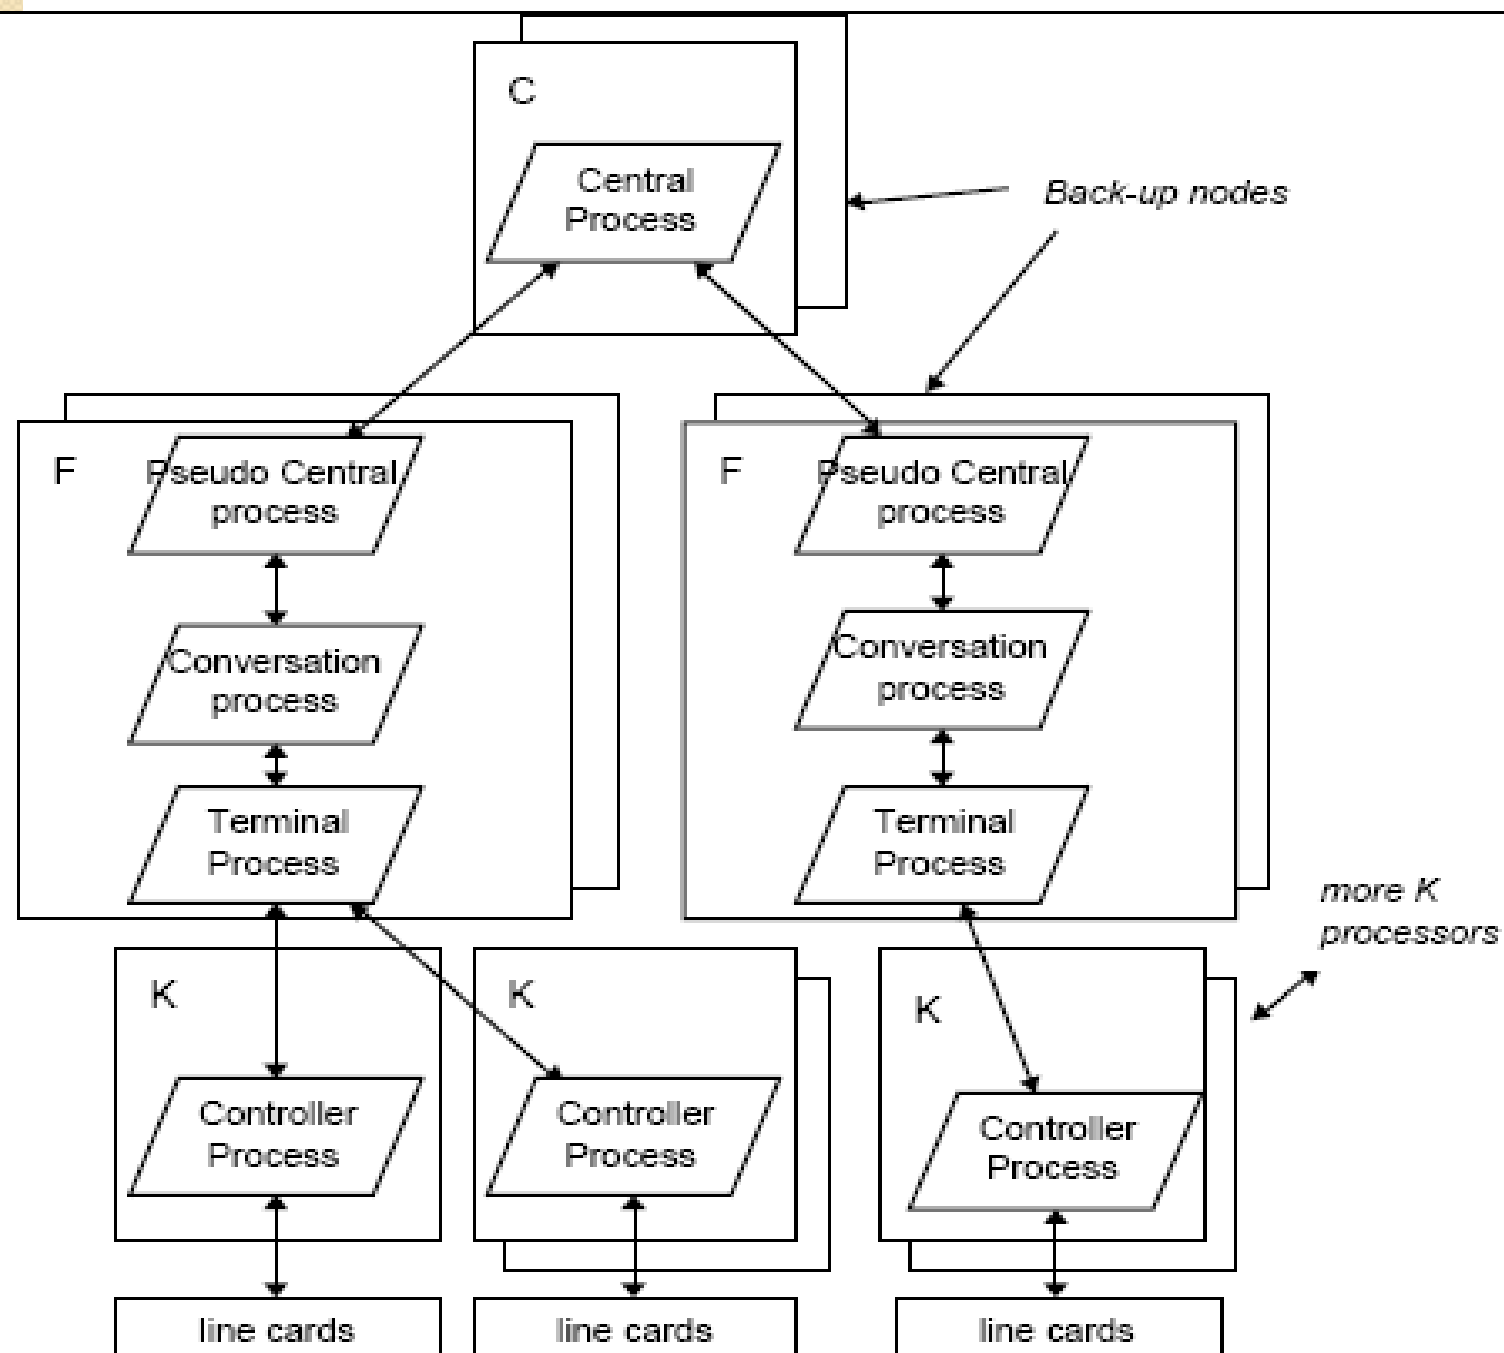 C
Central
Process
Back-up nodes
F
Pseudo Central
process
Conversation
process
Terminal
Process
F
Pseudo Central
process
Conversation
process
Terminal
Process
more K
processors
K
Controller
Process
K
Controller
Process
K
Controller
Process
line cards
line cards
line cards